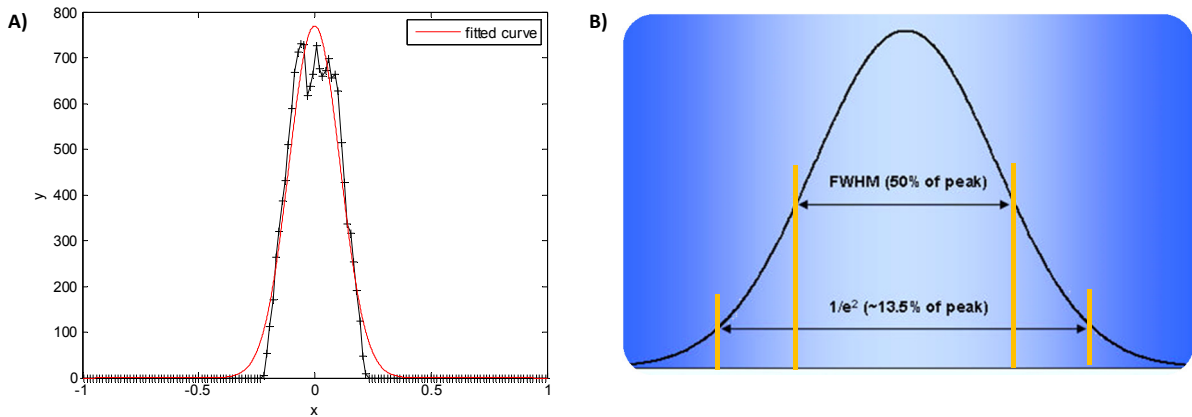 A)
800
700
600
500
400
300
200
100
0
y
-1
-0.5
0
0.5
1
x
fitted curve
B)
FWHM (50% of peak)
1/e² (~13.5% of peak)